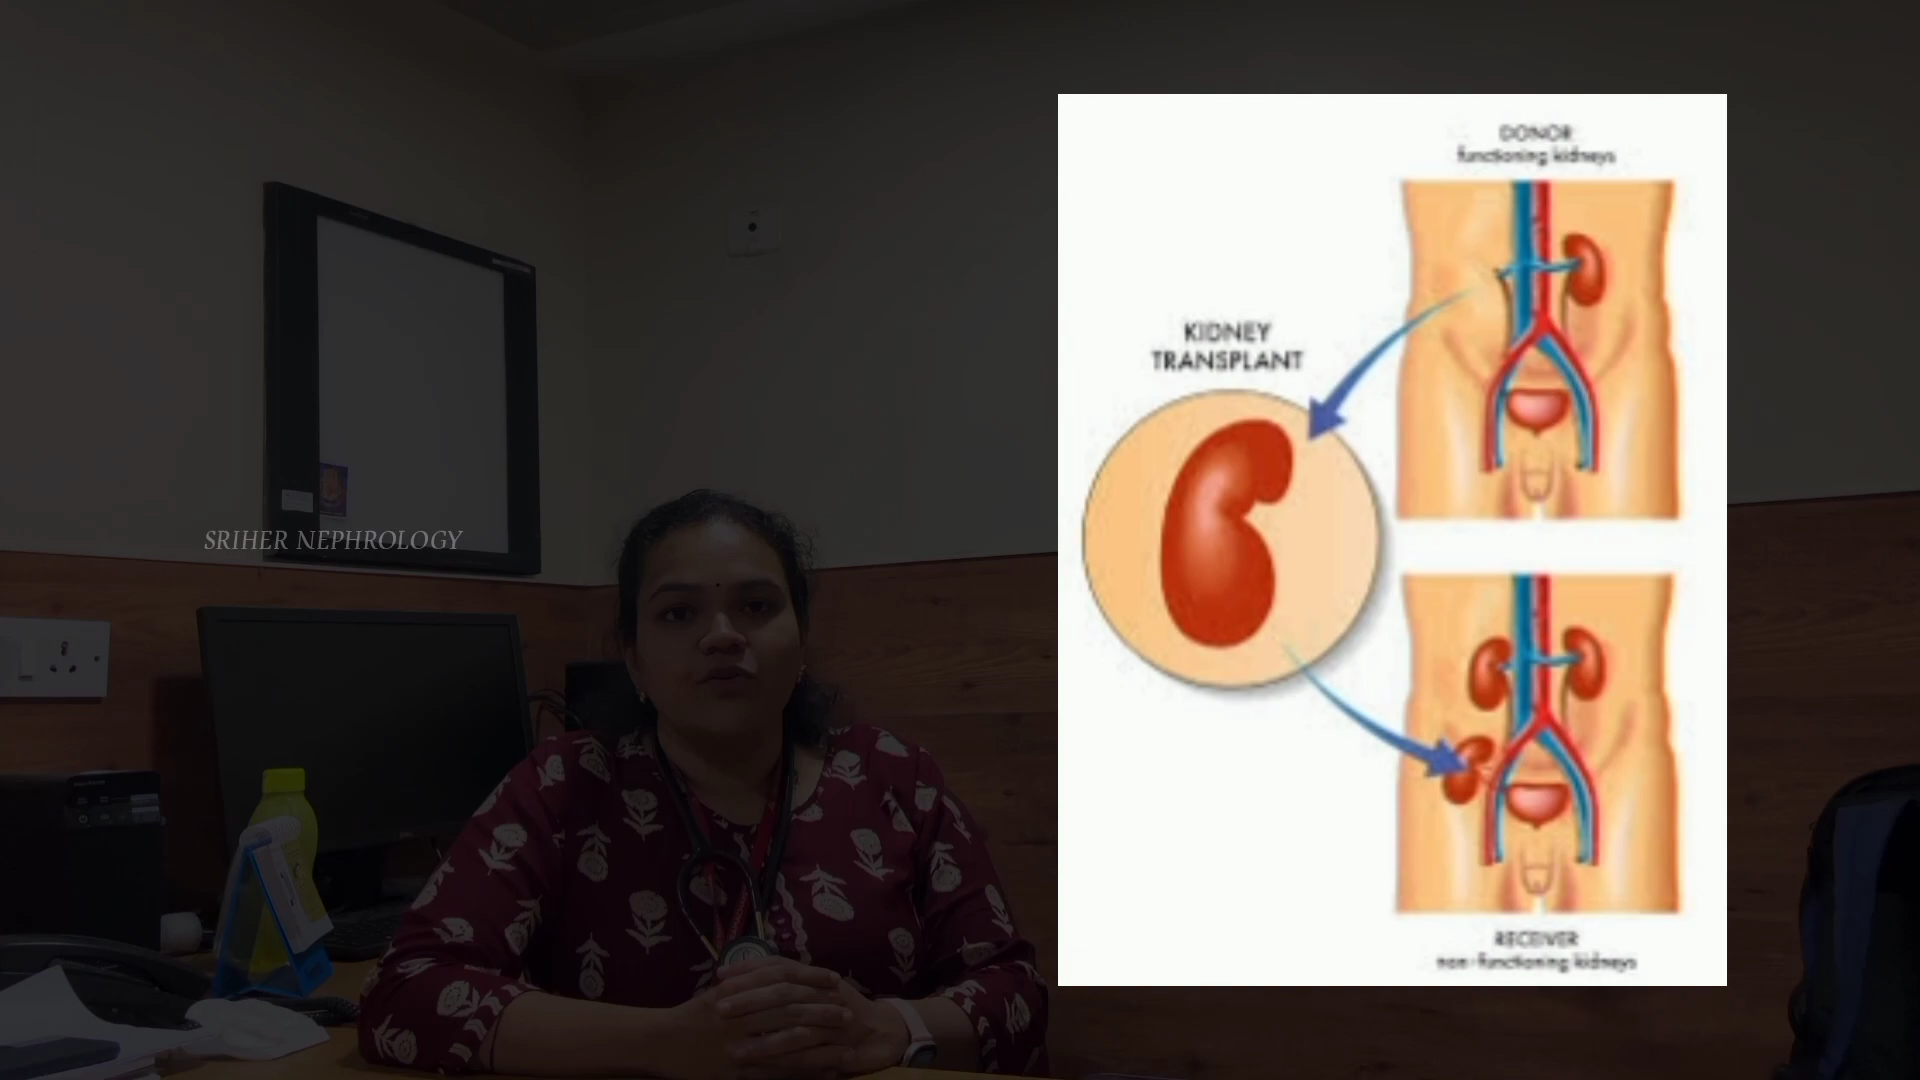 SRIHER NEPHROLOGY
DONOR
functioning kidneys
KIDNEY
TRANSPLANT
RECEIVER
non-functioning kidneys